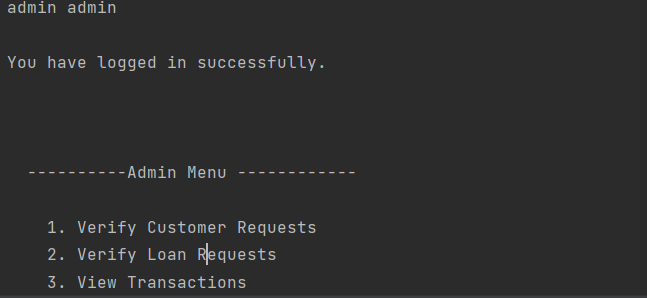 admin admin
You have logged in successfully.
----------Admin Menu ------------
1. Verify Customer Requests
2. Verify Loan Requests
3. View Transactions